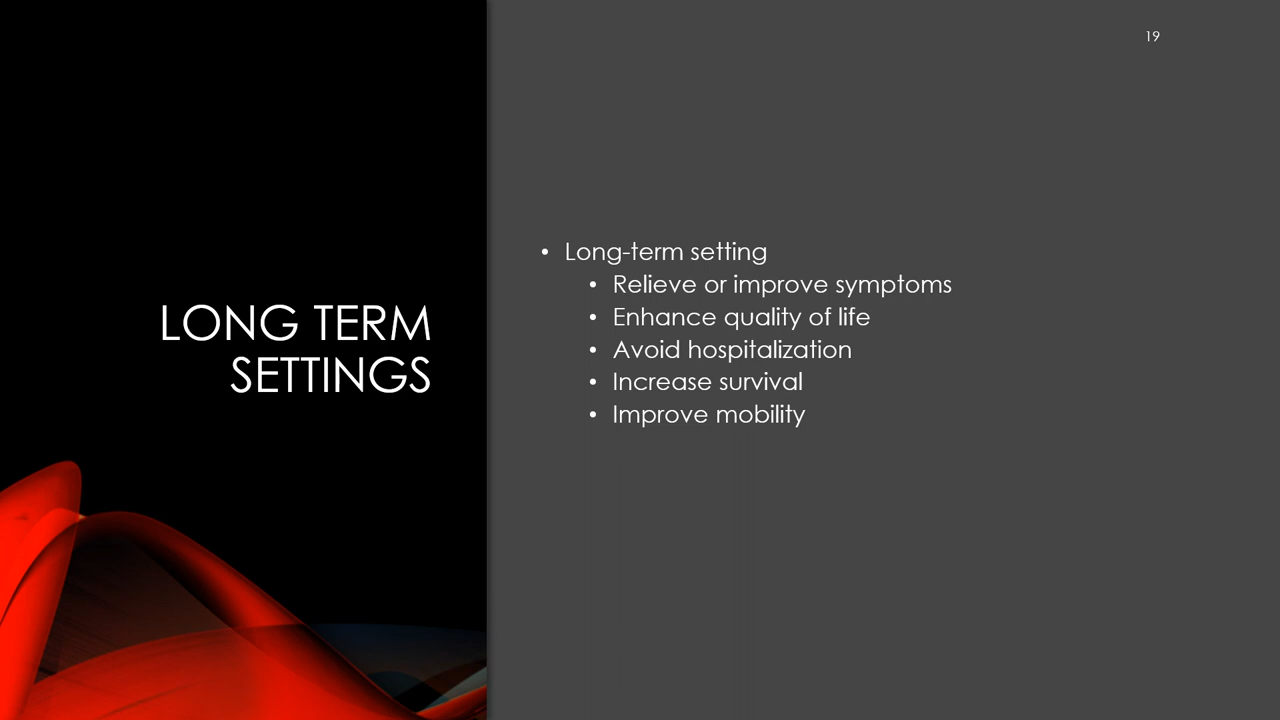 19
LONG TERM
SETTINGS
• Long-term setting
• Relieve or improve symptoms
• Enhance quality of life
• Avoid hospitalization
• Increase survival
• Improve mobility